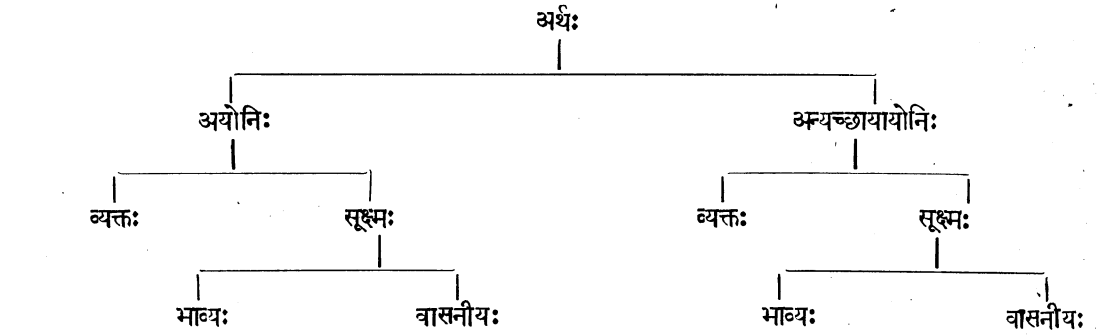 अर्थः
अयोनिः अन्यच्छायायोनिः
व्यक्तः सूक्ष्मः व्यक्तः सूक्ष्मः
भाव्यः वासनीयः भाव्यः वासनीयः